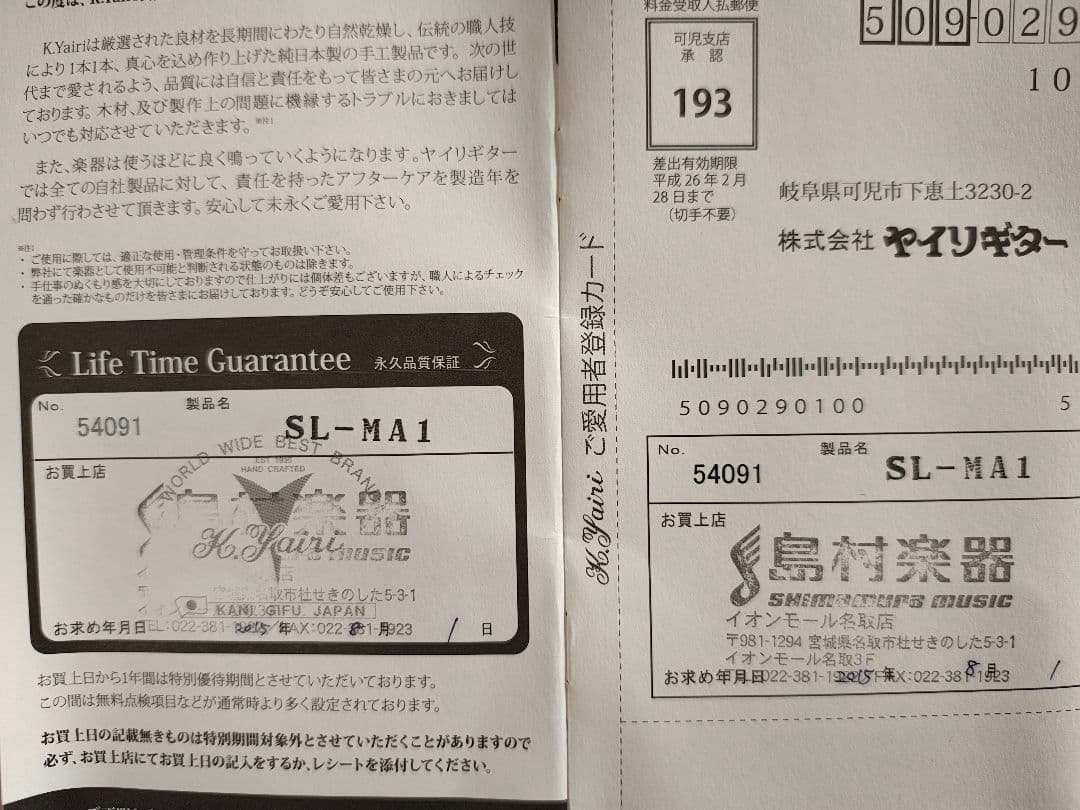 K.Yairiは厳選された良材を長期間にわたり自然乾燥し、伝統の職人技
により1本1本、真心を込め作り上げた純日本製の手工製品です。次の世
代まで愛されるよう、品質には自信と責任をもって皆さまの元へお届けし
ております。木材、及び製作上の問題に機縁するトラブルにおきましては
いつでも対応させていただきます。※注1
また、楽器は使うほどに良く鳴っていくようになります。ヤイリギター
では全ての自社製品に対して、責任を持ったアフターケアを製造年を
問わず行わさせて頂きます。安心して末永くご愛用下さい。
※注1
・ご使用に際しては、適正な使用・管理条件を守ってお取扱い下さい。
・弊社にて楽器として使用不可能と判断される状態のものは除きます。
・手仕事のぬくもり感を大切にしておりますので仕上がりには個体差もございますが、職人によるチェック
を通った確かなものだけを皆さまにお届けしております。どうぞ安心してご使用下さい。
Life Time Guarantee 永久品質保証
No. 54091 製品名 SL-MA1
お買上店
WORLD WIDE BEST BRAND
EST 1935
HAND CRAFTED
島村楽器
K.Yairi
MUSIC
名取市杜せきのした5-3-1
KANI, GIFU, JAPAN
お求め年月日 2015年 8月 1日
お買上日から1年間は特別優待期間とさせていただいております。
この間は無料点検項目などが通常時より多く設定されております。
お買上日の記載無きものは特別期間対象外とさせていただくことがありますので
必ず、お買上店にてお買上日の記入をするか、レシートを添付してください。
K.Yairi ご愛用者登録カード
料金受取人払郵便
可児支店
承認
193
差出有効期限
平成26年2月
28日まで
(切手不要)
509-029
10
岐阜県可児市下恵土3230-2
株式会社 ヤイリギター
5090290100 5
No. 54091 製品名 SL-MA1
お買上店
島村楽器
SHIMAMURA MUSIC
イオンモール名取店
〒981-1294 宮城県名取市杜せきのした5-3-1
イオンモール名取3F
お求め年月日 2015年 8月 1